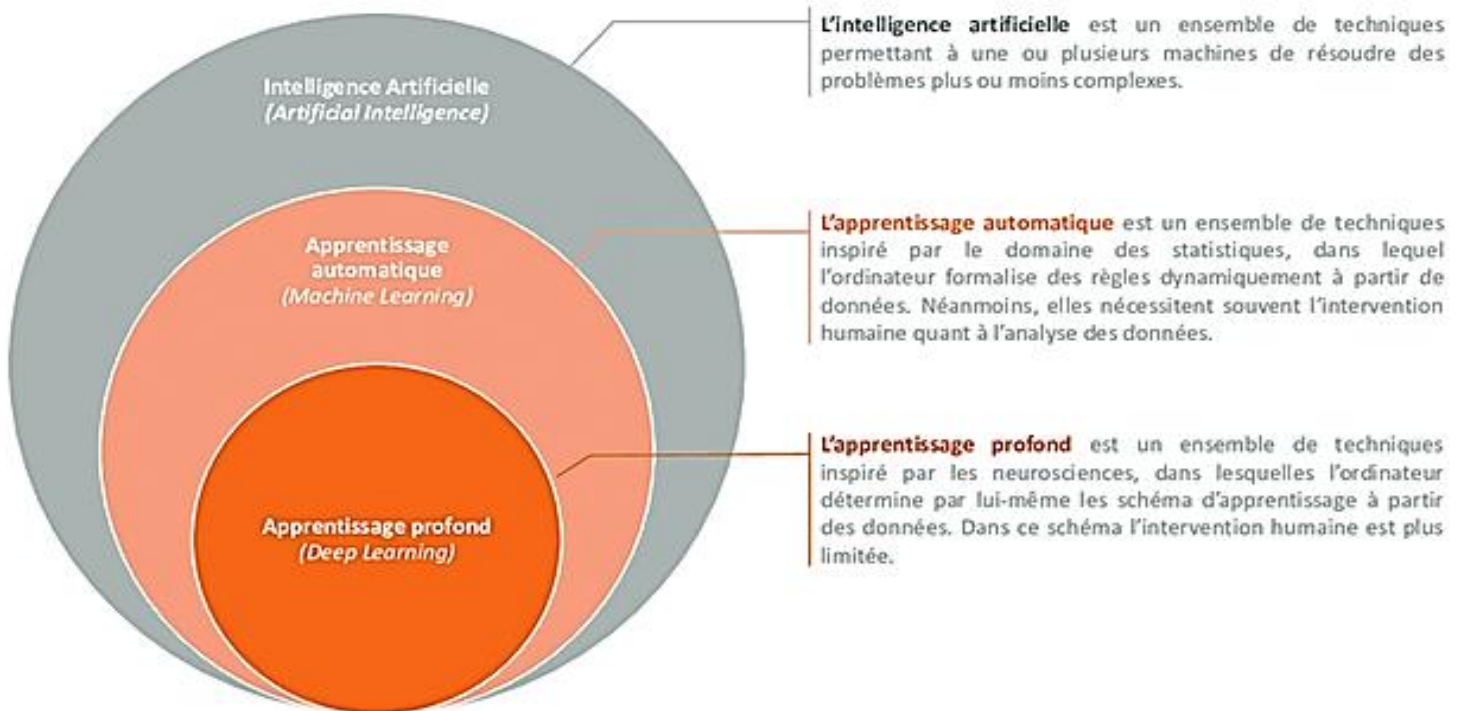 Intelligence Artificielle
(Artificial Intelligence)
Apprentissage
automatique
(Machine Learning)
Apprentissage profond
(Deep Learning)
L'intelligence artificielle est un ensemble de techniques
permettant à une ou plusieurs machines de résoudre des
problèmes plus ou moins complexes.
L'apprentissage automatique est un ensemble de techniques
inspiré par le domaine des statistiques, dans lequel
l'ordinateur formalise des règles dynamiquement à partir de
données. Néanmoins, elles nécessitent souvent l'intervention
humaine quant à l'analyse des données.
L'apprentissage profond est un ensemble de techniques
inspiré par les neurosciences, dans lesquelles l'ordinateur
détermine par lui-même les schéma d'apprentissage à partir
des données. Dans ce schéma l'intervention humaine est plus
limitée.